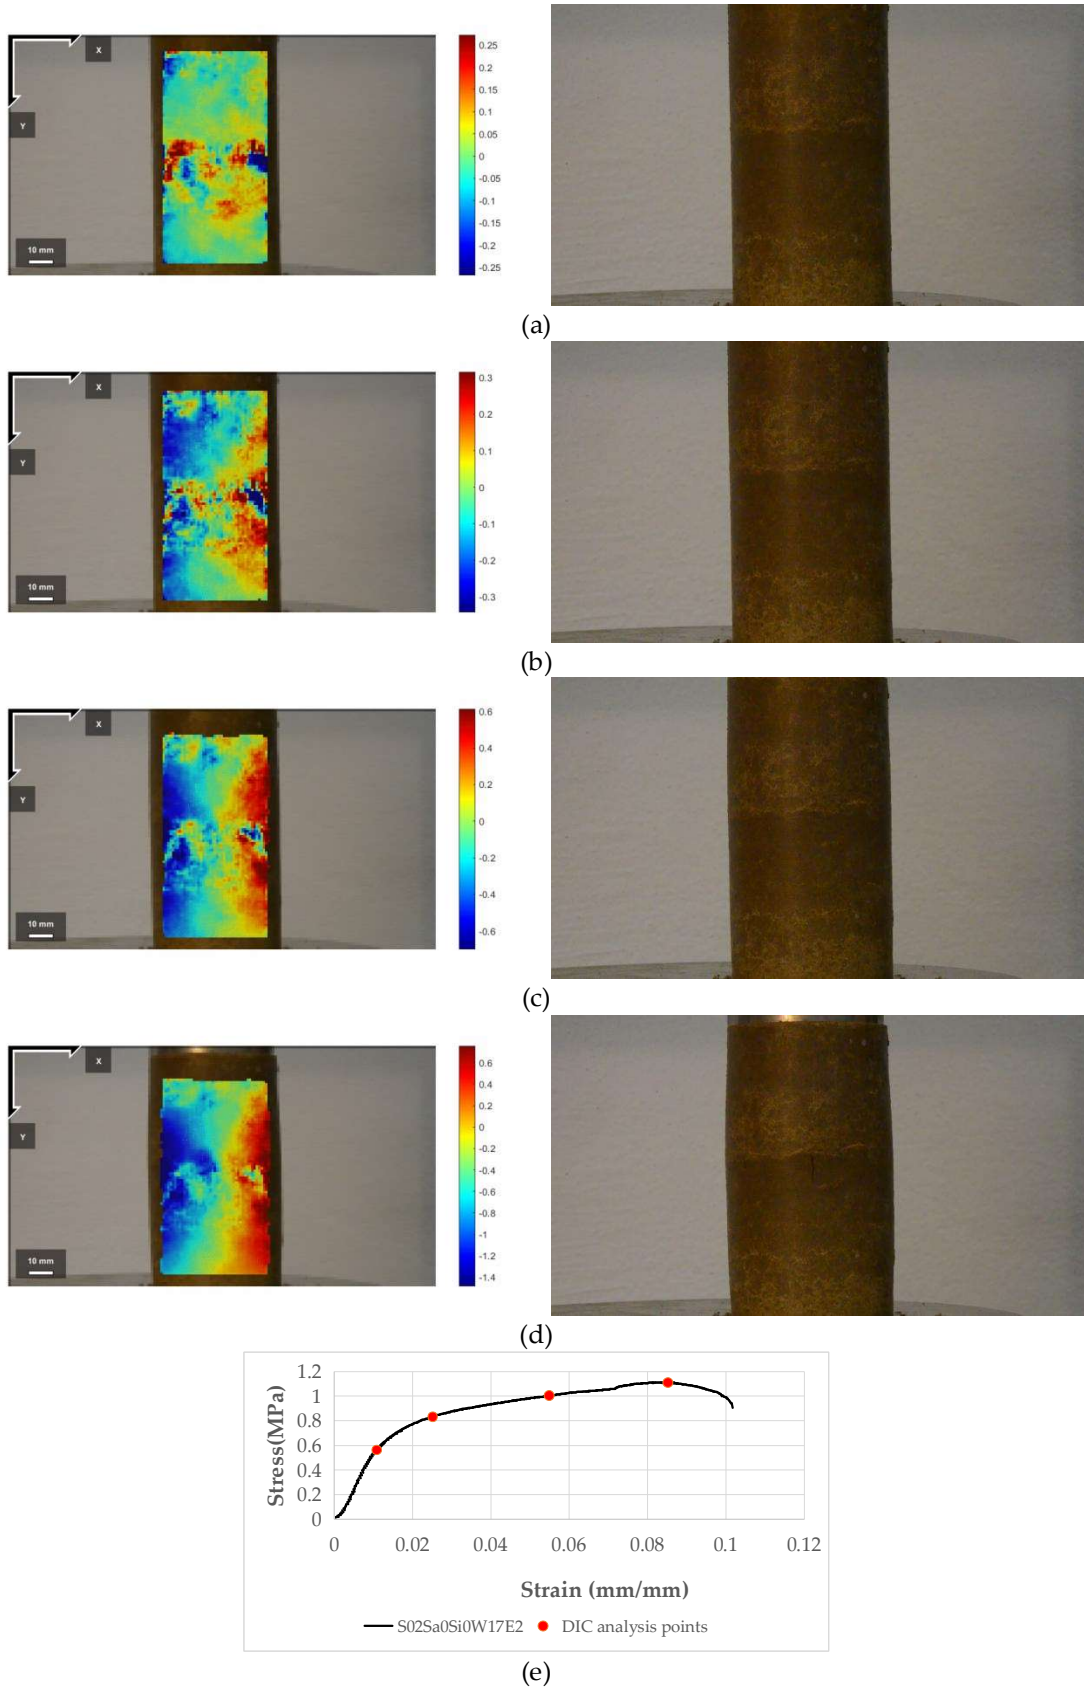 X
Y
10 mm
0.25
0.2
0.15
0.1
0.05
0
-0.05
-0.1
-0.15
-0.2
-0.25
(a)
X
Y
10 mm
0.3
0.2
0.1
0
-0.1
-0.2
-0.3
(b)
X
Y
10 mm
0.6
0.4
0.2
0
-0.2
-0.4
-0.6
(c)
X
Y
10 mm
0.6
0.4
0.2
0
-0.2
-0.4
-0.6
-0.8
-1
-1.2
-1.4
(d)
Stress(MPa)
1.2
1
0.8
0.6
0.4
0.2
0
0 0.02 0.04 0.06 0.08 0.1 0.12
Strain (mm/mm)
S02Sa0Si0W17E2 DIC analysis points
(e)